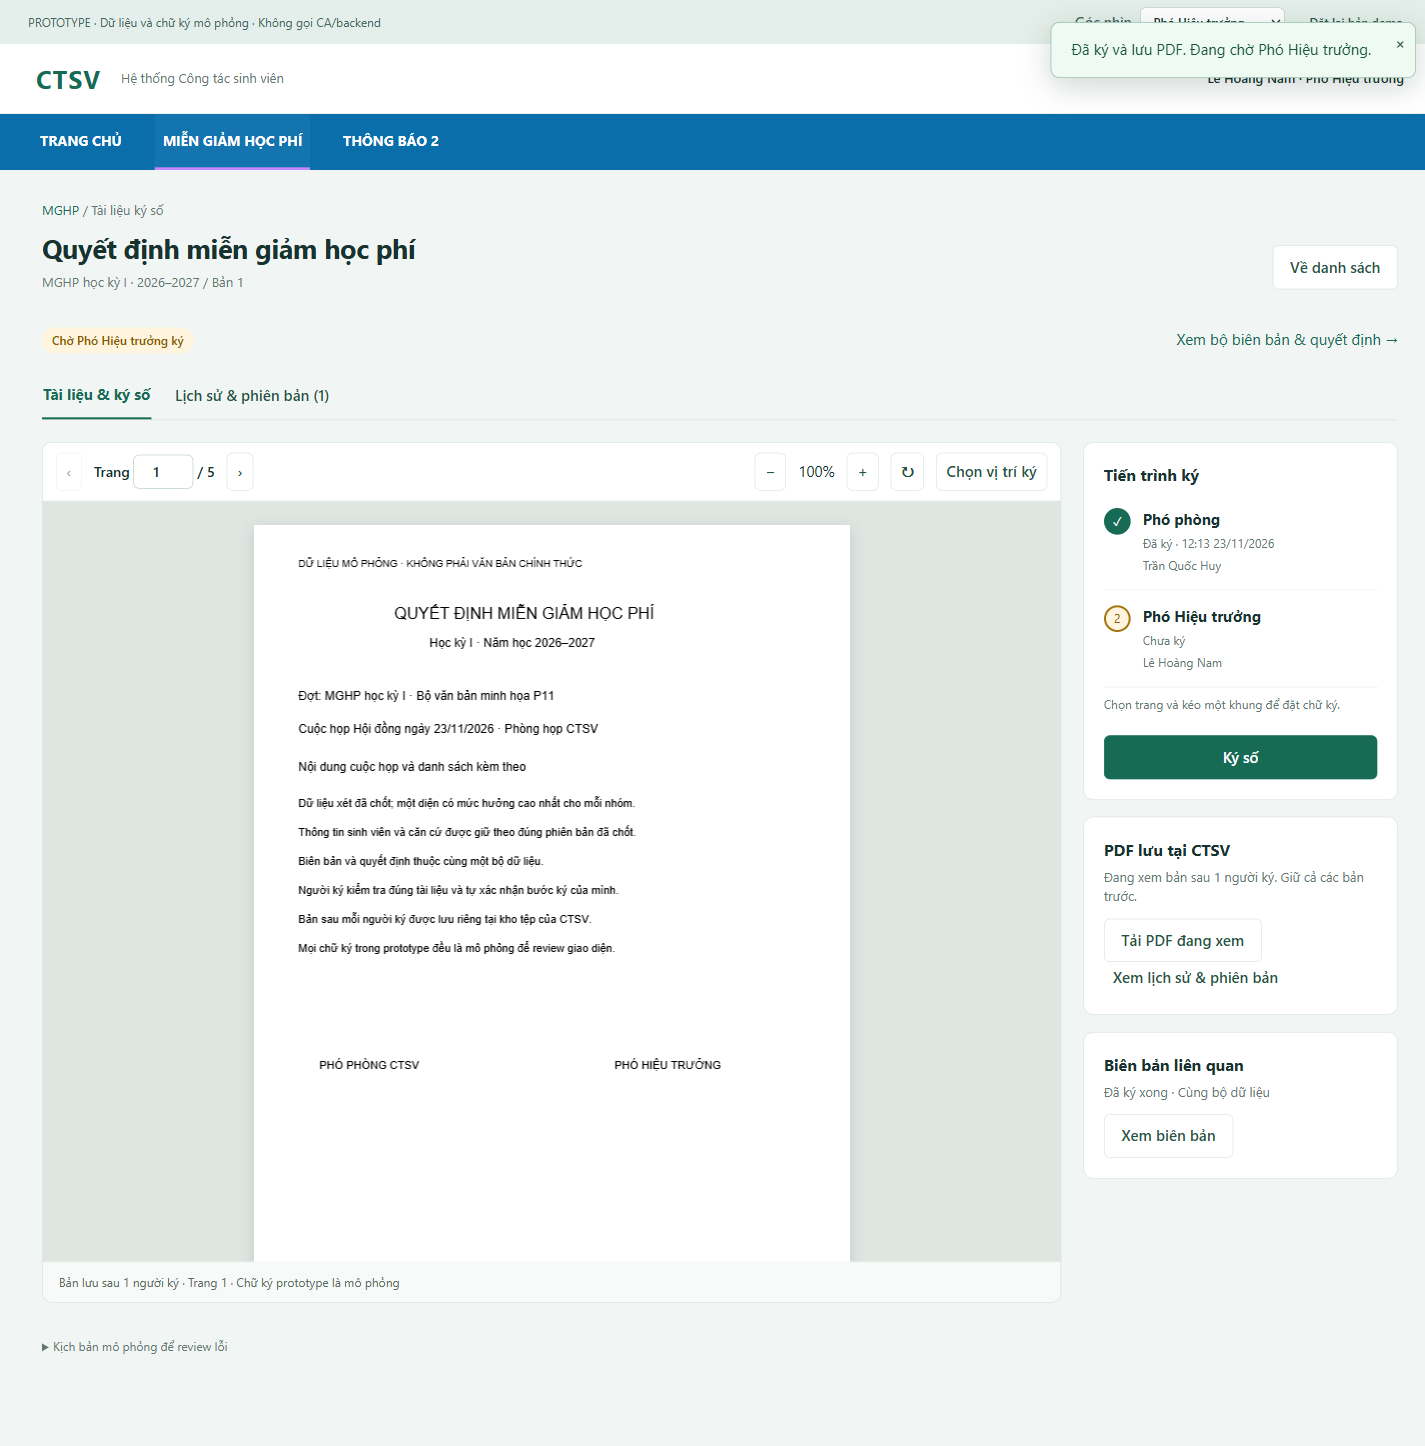 PROTOTYPE · Dữ liệu và chữ ký mô phỏng · Không gọi CA/backend
Góc nhìn
Phó Hiệu trưởng
Đặt lại bản demo
Đã ký và lưu PDF. Đang chờ Phó Hiệu trưởng.
×
CTSV
Hệ thống Công tác sinh viên
Lê Hoàng Nam · Phó Hiệu trưởng
TRANG CHỦ
MIỄN GIẢM HỌC PHÍ
THÔNG BÁO 2
MGHP / Tài liệu ký số
Quyết định miễn giảm học phí
MGHP học kỳ I · 2026–2027 / Bản 1
Về danh sách
Chờ Phó Hiệu trưởng ký
Xem bộ biên bản & quyết định →
Tài liệu & ký số
Lịch sử & phiên bản (1)
‹ Trang 1 / 5 ›
− 100% + ↻ Chọn vị trí ký
DỮ LIỆU MÔ PHỎNG · KHÔNG PHẢI VĂN BẢN CHÍNH THỨC
QUYẾT ĐỊNH MIỄN GIẢM HỌC PHÍ
Học kỳ I · Năm học 2026–2027
Đợt: MGHP học kỳ I · Bộ văn bản minh họa P11
Cuộc họp Hội đồng ngày 23/11/2026 · Phòng họp CTSV
Nội dung cuộc họp và danh sách kèm theo
Dữ liệu xét đã chốt; một diện có mức hưởng cao nhất cho mỗi nhóm.
Thông tin sinh viên và căn cứ được giữ theo đúng phiên bản đã chốt.
Biên bản và quyết định thuộc cùng một bộ dữ liệu.
Người ký kiểm tra đúng tài liệu và tự xác nhận bước ký của mình.
Bản sau mỗi người ký được lưu riêng tại kho tệp của CTSV.
Mọi chữ ký trong prototype đều là mô phỏng để review giao diện.
PHÓ PHÒNG CTSV
PHÓ HIỆU TRƯỞNG
Bản lưu sau 1 người ký · Trang 1 · Chữ ký prototype là mô phỏng
Tiến trình ký
✓ Phó phòng
Đã ký · 12:13 23/11/2026
Trần Quốc Huy
2 Phó Hiệu trưởng
Chưa ký
Lê Hoàng Nam
Chọn trang và kéo một khung để đặt chữ ký.
Ký số
PDF lưu tại CTSV
Đang xem bản sau 1 người ký. Giữ cả các bản
trước.
Tải PDF đang xem
Xem lịch sử & phiên bản
Biên bản liên quan
Đã ký xong · Cùng bộ dữ liệu
Xem biên bản
▶ Kịch bản mô phỏng để review lỗi